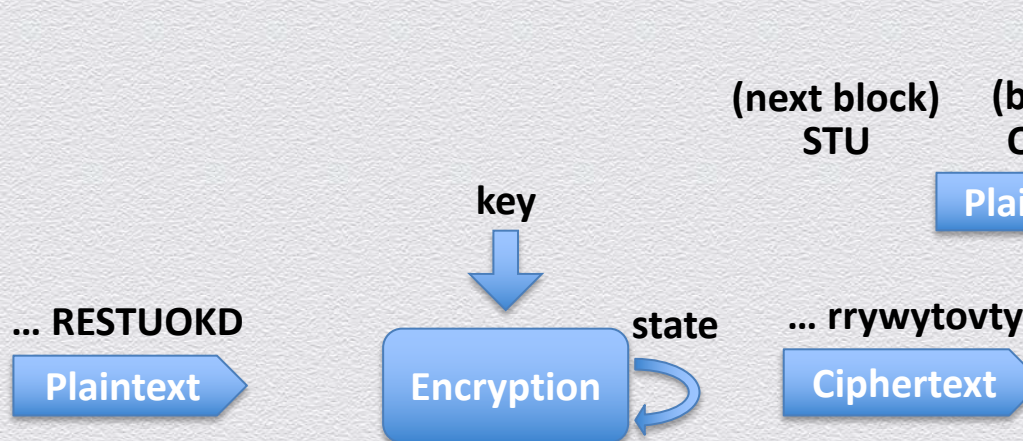 (next block)
STU
key
... RESTUOKD
state
... rrywytovty
Plaintext
Encryption
Ciphertext